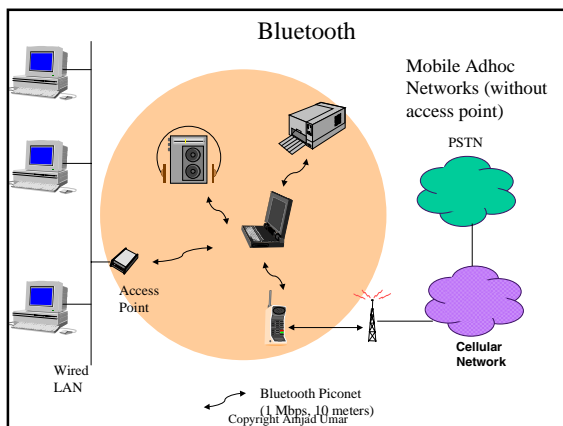 Bluetooth
Mobile Adhoc
Networks (without
access point)
PSTN
Access
Point
Cellular
Network
Wired
LAN
Bluetooth Piconet
(1 Mbps, 10 meters)
Copyright Amjad Umar